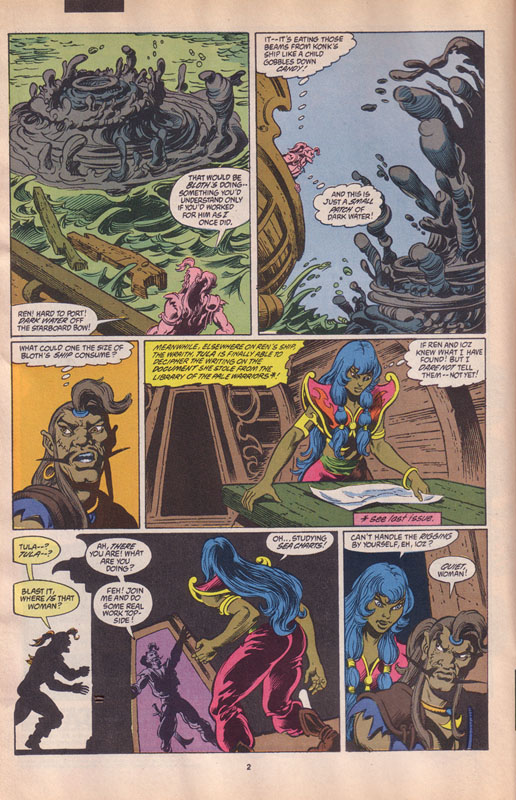 THAT WOULD BE
BLOTH'S DOING--
SOMETHING YOU'D
UNDERSTAND ONLY
IF YOU'D WORKED
FOR HIM AS I
ONCE DID.
REN! HARD TO PORT!
DARK WATER OFF
THE STARBOARD BOW!
IT--IT'S EATING THOSE
BEAMS FROM KONK'S
SHIP LIKE A CHILD
GOBBLES DOWN
CANDY!
AND THIS IS
JUST A SMALL
PATCH OF
DARK WATER!
WHAT COULD ONE THE SIZE OF
BLOTH'S SHIP CONSUME?
MEANWHILE, ELSEWHERE ON REN'S SHIP,
THE WRAITH, TULA IS FINALLY ABLE TO
DECIPHER THE WRITING ON THE
DOCUMENT SHE STOLE FROM THE
LIBRARY OF THE PALE WARRIORS*!
IF REN AND IOZ
KNEW WHAT I HAVE
FOUND! BUT I
DARE NOT TELL
THEM--NOT YET!
* see last issue.
TULA--?
TULA--?
BLAST IT,
WHERE IS THAT
WOMAN?
AH, THERE
YOU ARE! WHAT
ARE YOU
DOING?
FEH! JOIN
ME AND DO
SOME REAL
WORK TOP-
SIDE!
OH... STUDYING
SEA CHARTS!
CAN'T HANDLE THE RIGGING
BY YOURSELF, EH, IOZ?
QUIET,
WOMAN!
2